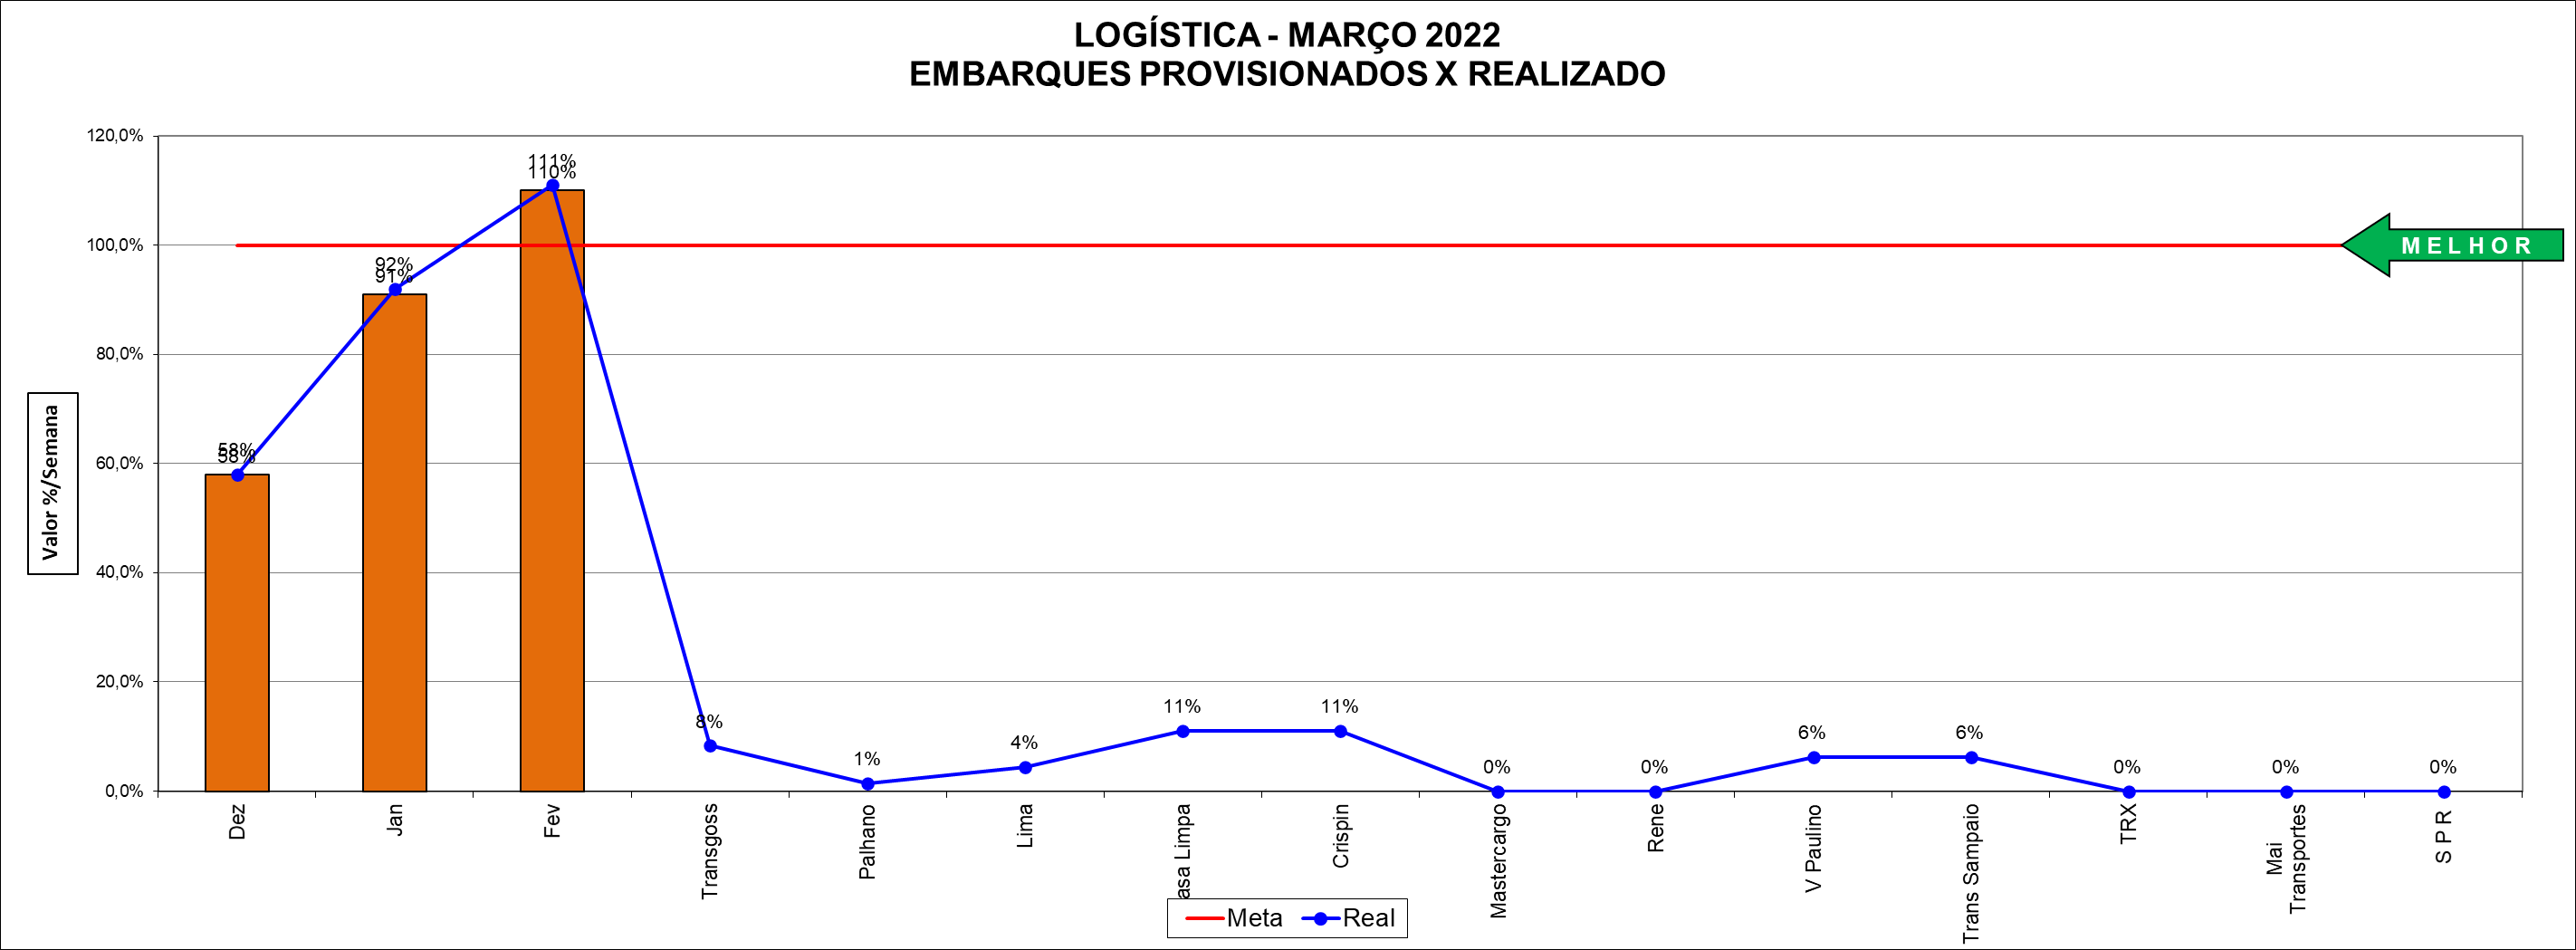 LOGÍSTICA - MARÇO 2022
EMBARQUES PROVISIONADOS X REALIZADO
Valor %/Semana
120,0%
100,0%
80,0%
60,0%
40,0%
20,0%
0,0%
58%
58%
92%
91%
111%
110%
8%
1%
4%
11%
11%
0%
0%
6%
6%
0%
0%
0%
MELHOR
Dez
Jan
Fev
Transgoss
Palhano
Lima
asa Limpa
Crispin
Mastercargo
Rene
V Paulino
Trans Sampaio
TRX
Mai
Transportes
S P R
Meta
Real